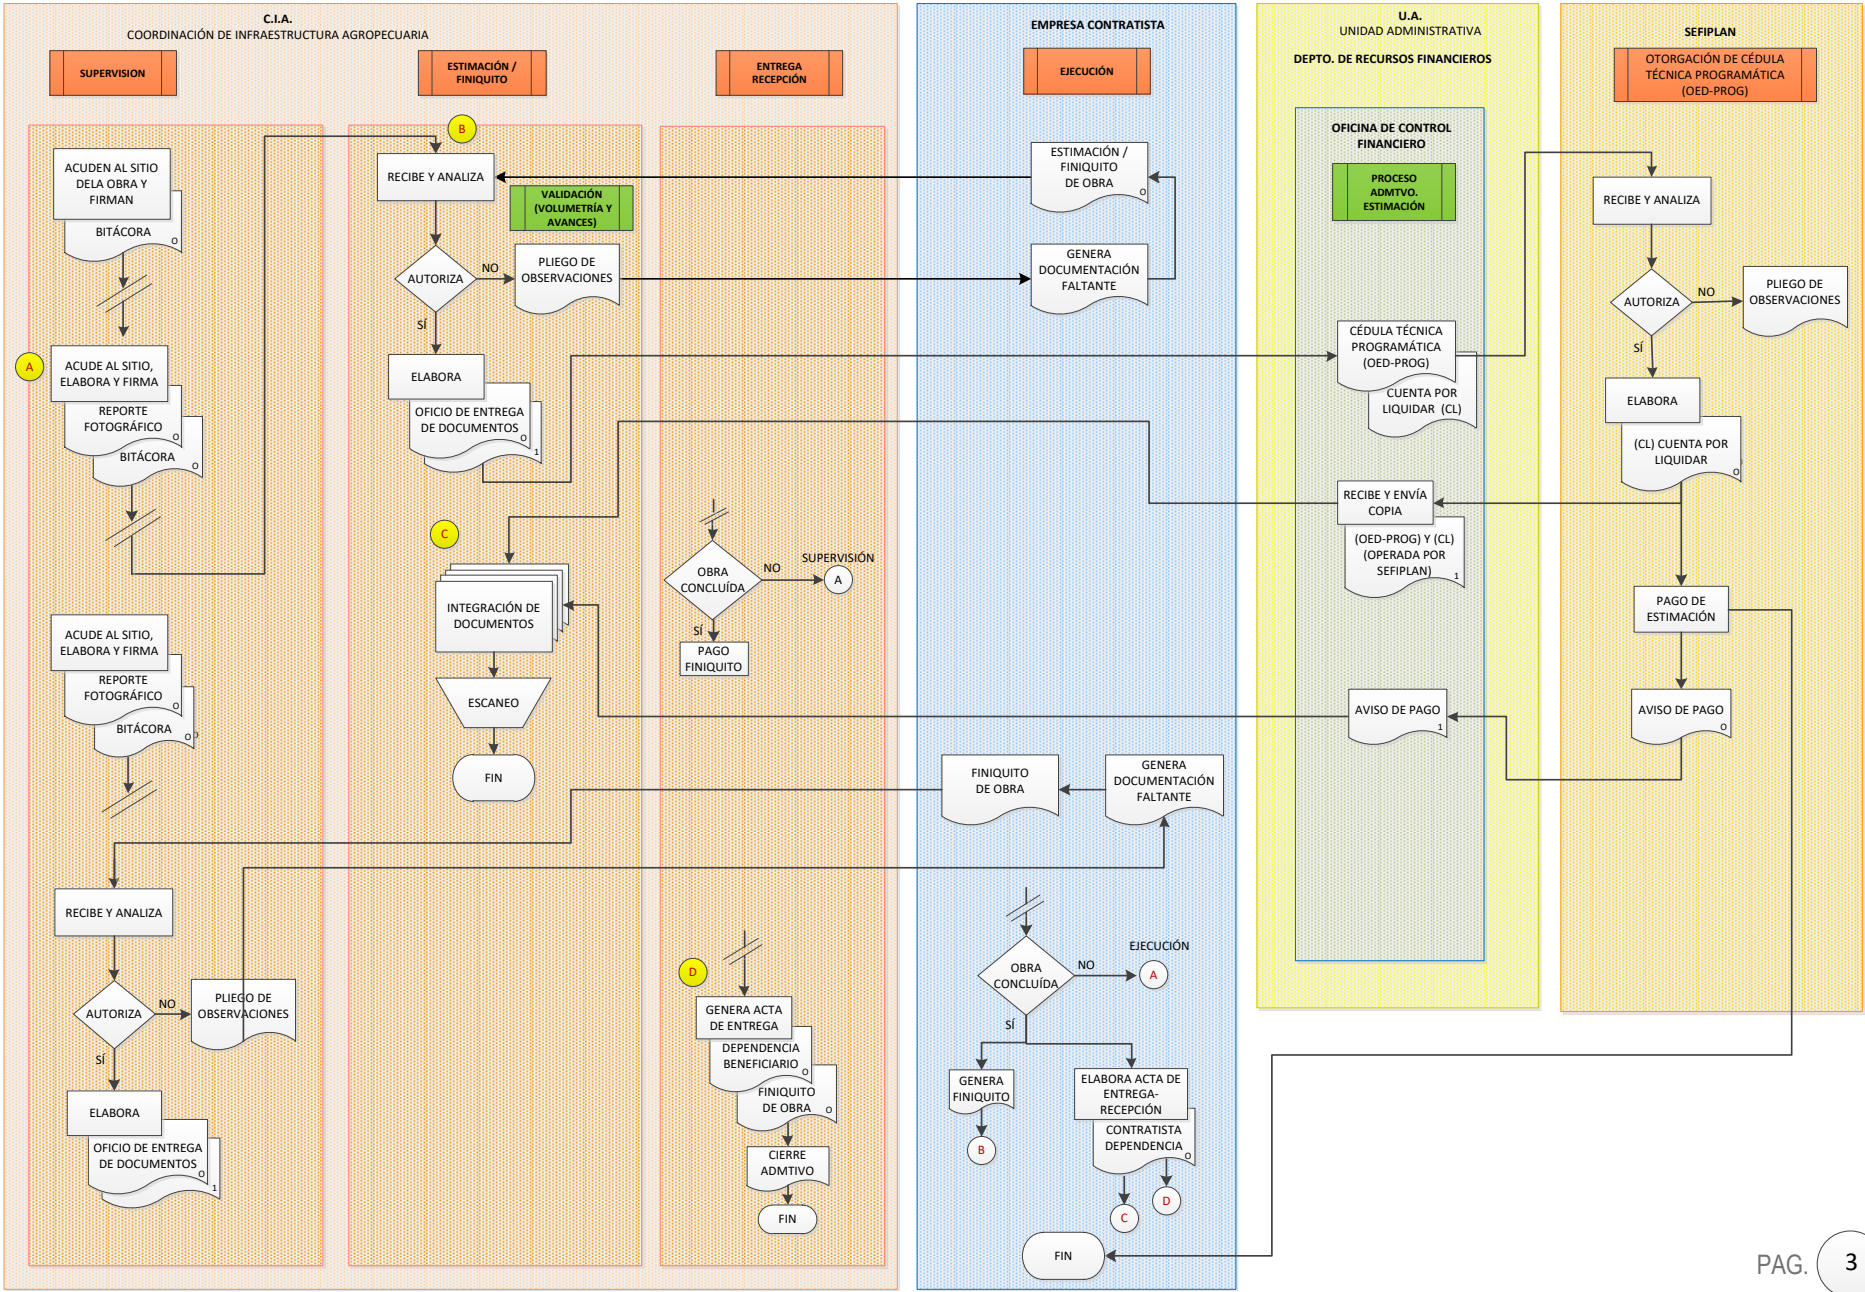 C.I.A.
COORDINACIÓN DE INFRAESTRUCTURA AGROPECUARIA
SUPERVISION
ESTIMACIÓN /
FINIQUITO
ENTREGA
RECEPCIÓN
EMPRESA CONTRATISTA
EJECUCIÓN
U.A.
UNIDAD ADMINISTRATIVA
DEPTO. DE RECURSOS FINANCIEROS
OFICINA DE CONTROL
FINANCIERO
PROCESO
ADMTVO.
ESTIMACIÓN
SEFIPLAN
OTORGACIÓN DE CÉDULA
TÉCNICA PROGRAMÁTICA
(OED-PROG)
ACUDEN AL SITIO
DELA OBRA Y
FIRMAN
BITÁCORA
O
A
ACUDE AL SITIO,
ELABORA Y FIRMA
REPORTE
FOTOGRÁFICO
O
BITÁCORA
O
ACUDE AL SITIO,
ELABORA Y FIRMA
REPORTE
FOTOGRÁFICO
O
BITÁCORA
O
RECIBE Y ANALIZA
AUTORIZA
NO
PLIEGO DE
OBSERVACIONES
SÍ
ELABORA
OFICIO DE ENTREGA
DE DOCUMENTOS
O
1
B
RECIBE Y ANALIZA
VALIDACIÓN
(VOLUMETRÍA Y
AVANCES)
AUTORIZA
NO
PLIEGO DE
OBSERVACIONES
SÍ
ELABORA
OFICIO DE ENTREGA
DE DOCUMENTOS
O
1
C
INTEGRACIÓN DE
DOCUMENTOS
ESCANEO
FIN
OBRA
CONCLUÍDA
NO
SUPERVISIÓN
A
SÍ
PAGO
FINIQUITO
D
GENERA ACTA
DE ENTREGA
DEPENDENCIA
BENEFICIARIO
O
FINIQUITO
DE OBRA
O
CIERRE
ADMTIVO
FIN
ESTIMACIÓN /
FINIQUITO
DE OBRA
O
GENERA
DOCUMENTACIÓN
FALTANTE
FINIQUITO
DE OBRA
GENERA
DOCUMENTACIÓN
FALTANTE
OBRA
CONCLUÍDA
NO
EJECUCIÓN
A
SÍ
GENERA
FINIQUITO
B
ELABORA ACTA DE
ENTREGA-
RECEPCIÓN
CONTRATISTA
DEPENDENCIA
O
C
D
FIN
CÉDULA TÉCNICA
PROGRAMÁTICA
(OED-PROG)
CUENTA POR
LIQUIDAR (CL)
RECIBE Y ENVÍA
COPIA
(OED-PROG) Y (CL)
(OPERADA POR
SEFIPLAN)
1
AVISO DE PAGO
1
RECIBE Y ANALIZA
AUTORIZA
NO
PLIEGO DE
OBSERVACIONES
SÍ
ELABORA
(CL) CUENTA POR
LIQUIDAR
O
PAGO DE
ESTIMACIÓN
AVISO DE PAGO
O
PAG.
3